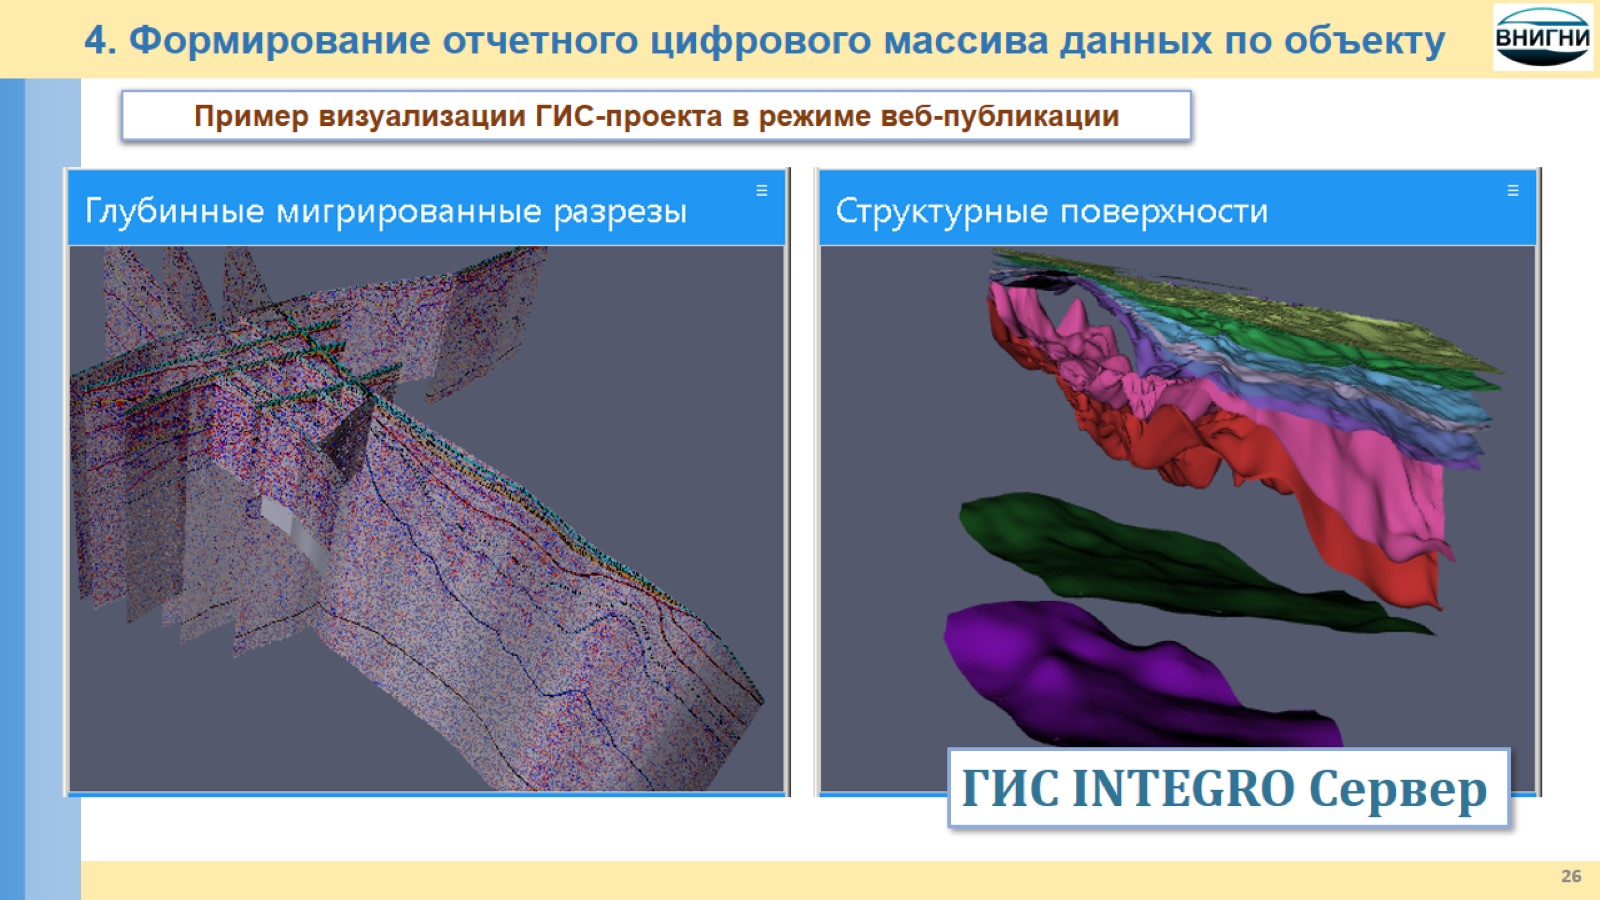 4. Формирование отчетного цифрового массива данных по объекту
ВНИГНИ
Пример визуализации ГИС-проекта в режиме веб-публикации
Глубинные мигрированные разрезы
Структурные поверхности
ГИС INTEGRO Сервер
26